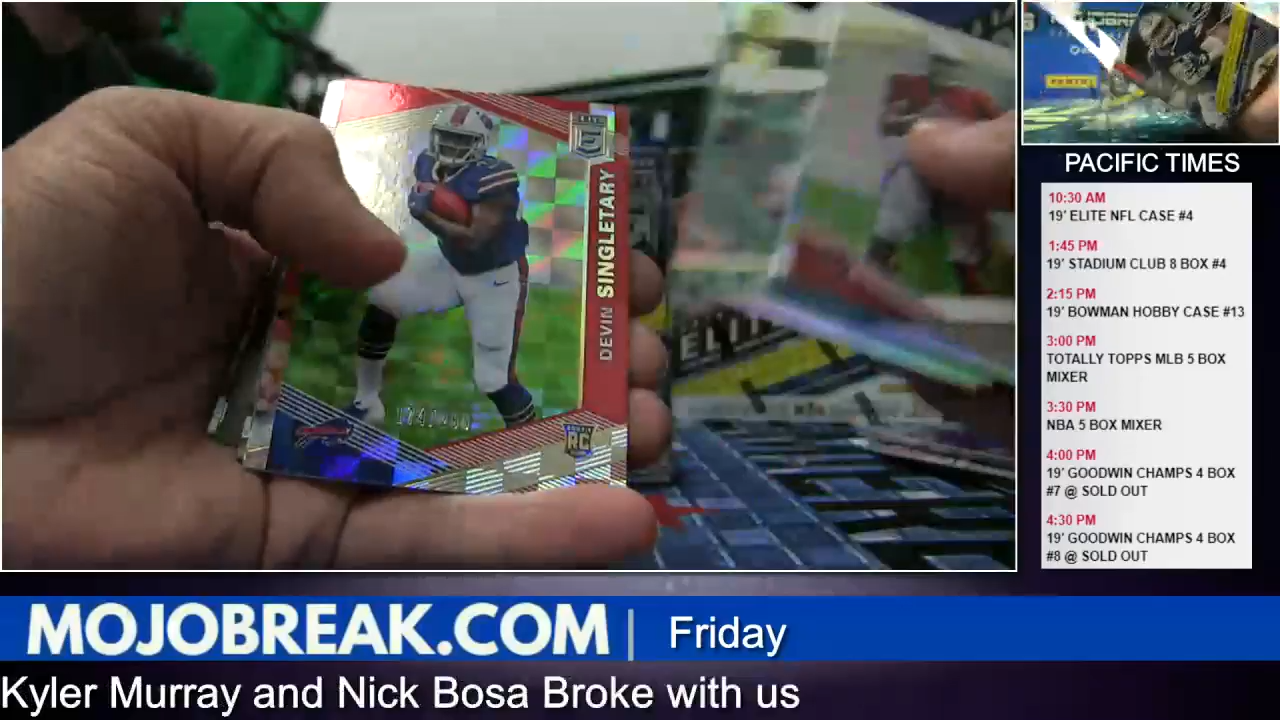 DEVIN SINGLETARY
RC
ELITE
PANINI
PACIFIC TIMES
10:30 AM
19' ELITE NFL CASE #4
1:45 PM
19' STADIUM CLUB 8 BOX #4
2:15 PM
19' BOWMAN HOBBY CASE #13
3:00 PM
TOTALLY TOPPS MLB 5 BOX
MIXER
3:30 PM
NBA 5 BOX MIXER
4:00 PM
19' GOODWIN CHAMPS 4 BOX
#7 @ SOLD OUT
4:30 PM
19' GOODWIN CHAMPS 4 BOX
#8 @ SOLD OUT
MOJOBREAK.COM | Friday
Kyler Murray and Nick Bosa Broke with us